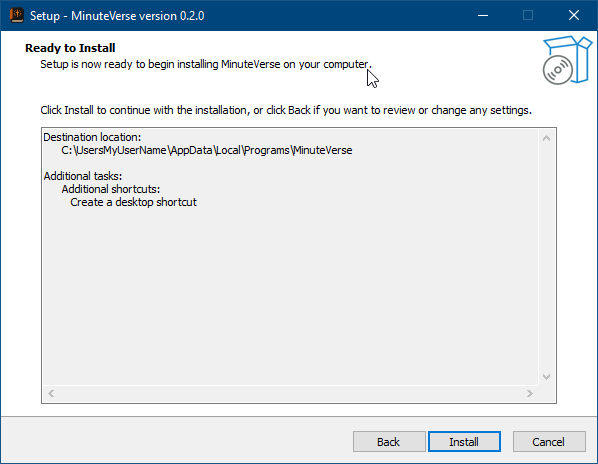 Setup - MinuteVerse version 0.2.0
Ready to Install
Setup is now ready to begin installing MinuteVerse on your computer.
Click Install to continue with the installation, or click Back if you want to review or change any settings.
Destination location:
C:\UsersMyUserName\AppData\Local\Programs\MinuteVerse
Additional tasks:
Additional shortcuts:
Create a desktop shortcut
Back
Install
Cancel